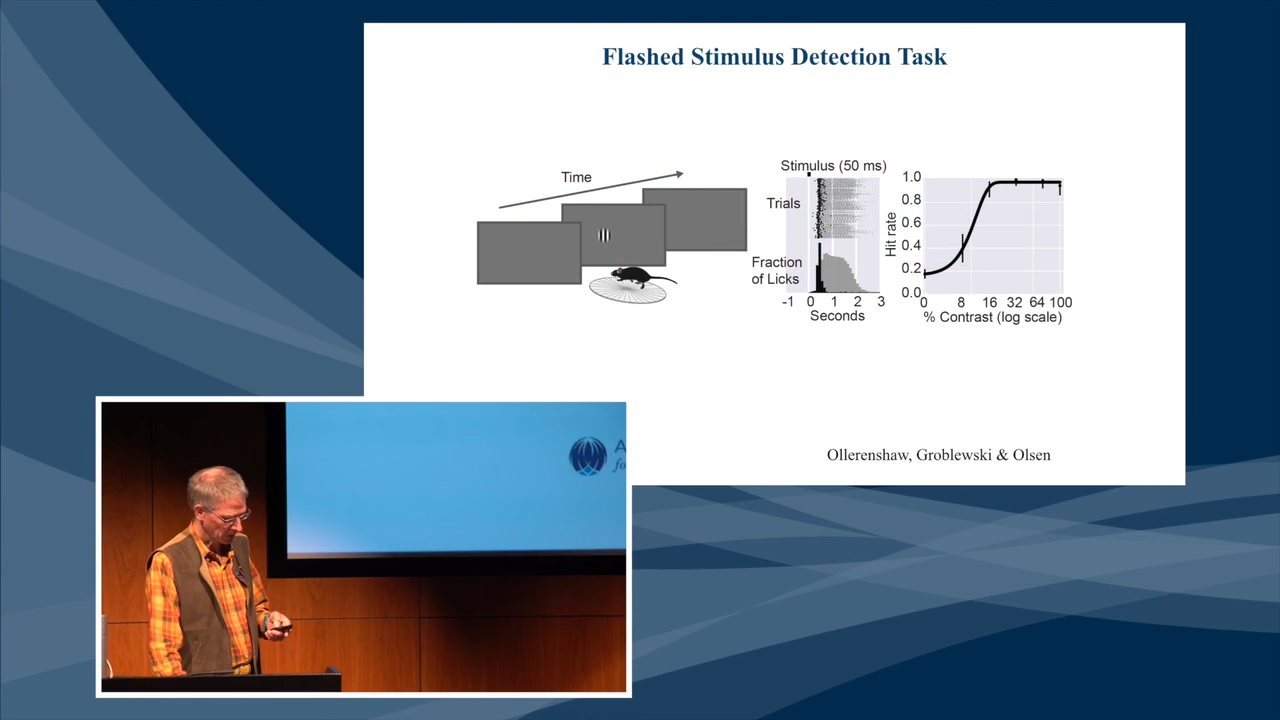 Flashed Stimulus Detection Task
Time
Stimulus (50 ms)
Trials
Fraction
of Licks
-1 0 1 2 3
Seconds
Hit rate
1.0
0.8
0.6
0.4
0.2
0.0
0 8 16 32 64 100
% Contrast (log scale)
Ollerenshaw, Groblewski & Olsen
A
fo